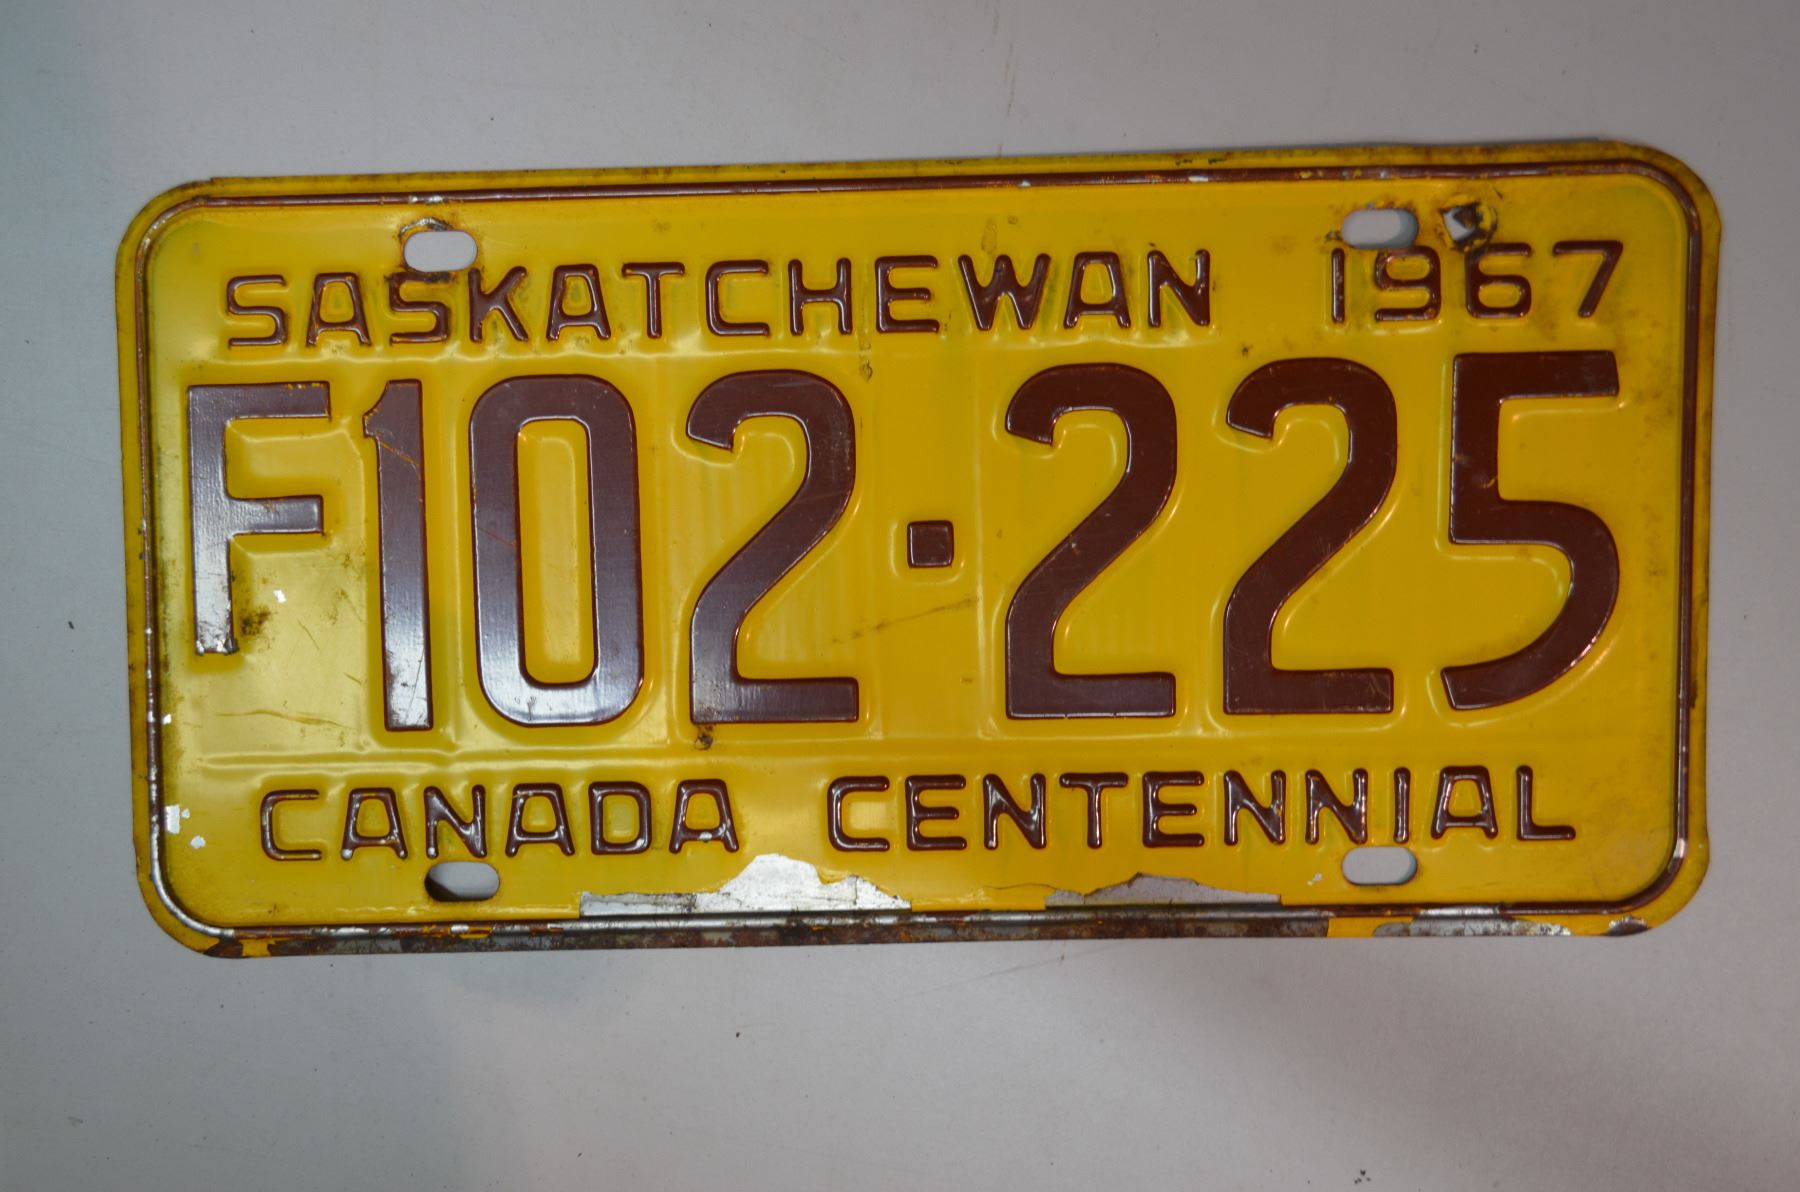 SASKATCHEWAN 1967
F102·225
CANADA CENTENNIAL